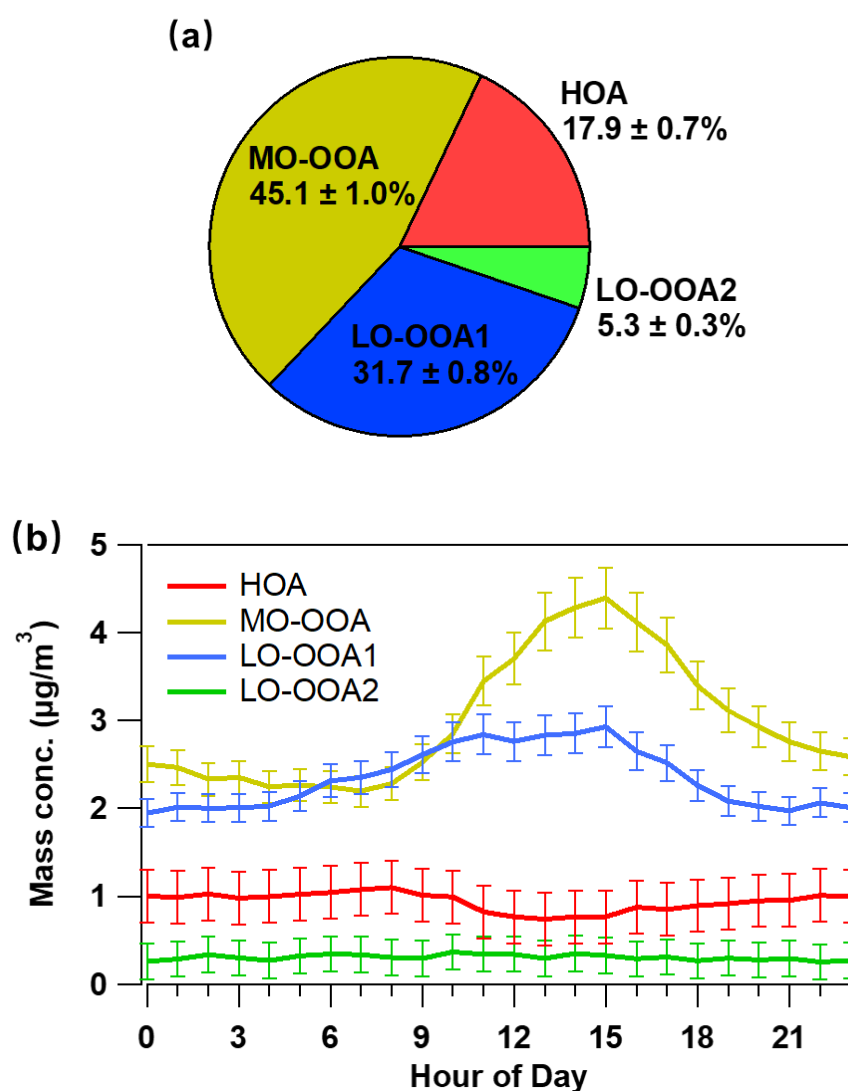 (a)
HOA
17.9 ± 0.7%
MO-OOA
45.1 ± 1.0%
LO-OOA2
5.3 ± 0.3%
LO-OOA1
31.7 ± 0.8%
(b)
5
4
3
2
1
0
Mass conc. (μg/m³)
HOA
MO-OOA
LO-OOA1
LO-OOA2
0 3 6 9 12 15 18 21
Hour of Day